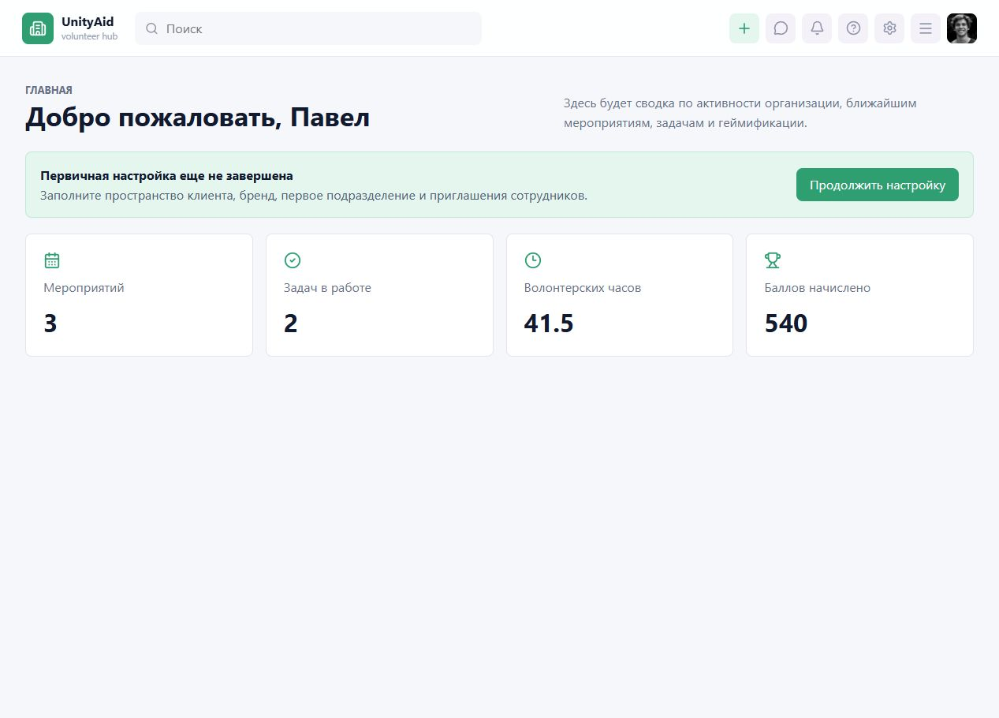 UnityAid
volunteer hub
Поиск
ГЛАВНАЯ
Добро пожаловать, Павел
Здесь будет сводка по активности организации, ближайшим
мероприятиям, задачам и геймификации.
Первичная настройка еще не завершена
Заполните пространство клиента, бренд, первое подразделение и приглашения сотрудников.
Продолжить настройку
Мероприятий
3
Задач в работе
2
Волонтерских часов
41.5
Баллов начислено
540